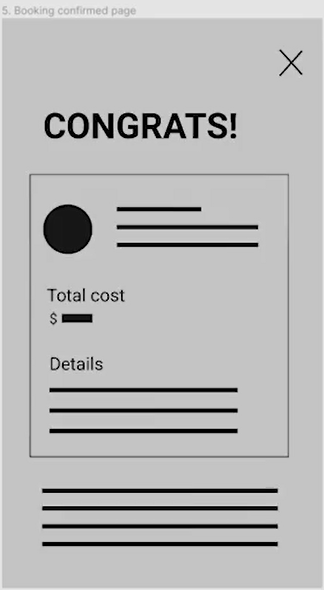 5. Booking confirmed page
CONGRATS!
Total cost
$
Details